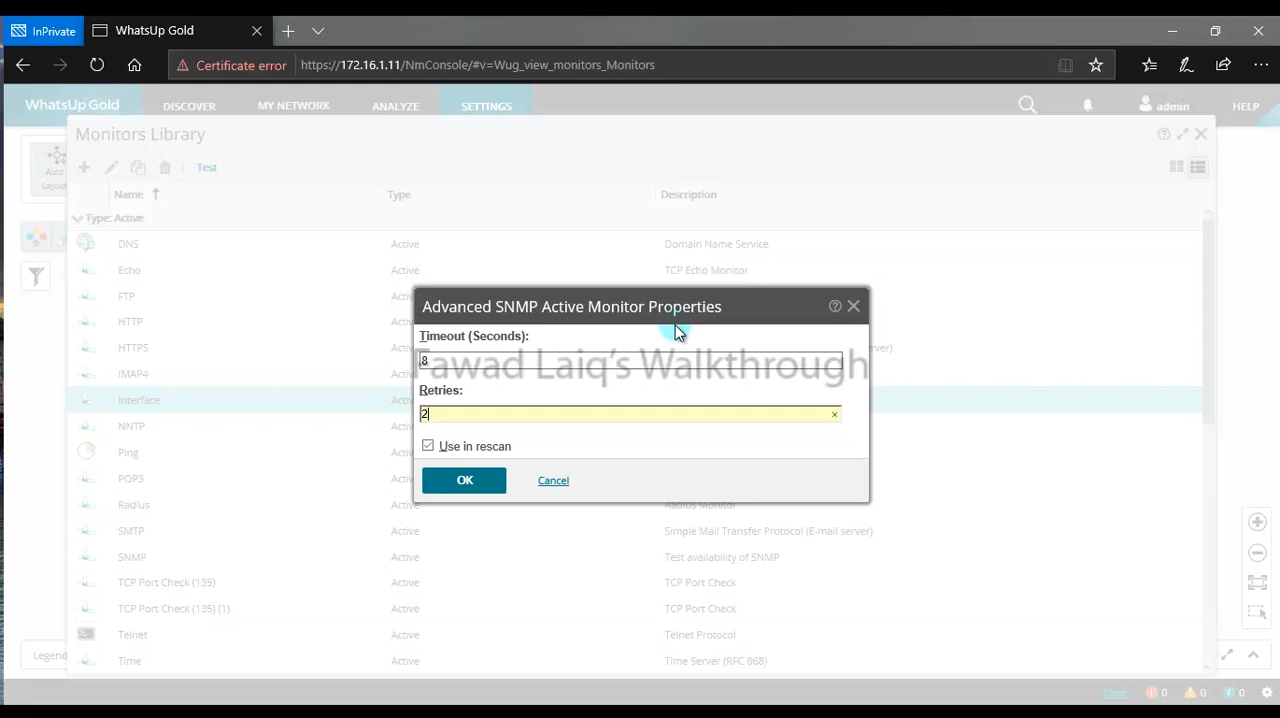 InPrivate
WhatsUp Gold
Certificate error
https://172.16.1.11/NmConsole/#v=Wug_view_monitors_Monitors
WhatsUp Gold DISCOVER MY NETWORK ANALYZE SETTINGS admin HELP
Monitors Library
Auto
Layout
Test
Name Type Description
Type: Active
DNS Active Domain Name Service
Echo Active TCP Echo Monitor
FTP
HTTP
HTTPS
IMAP4
Interface
NNTP
Ping
POP3
Radius Active Radius Monitor
SMTP Active Simple Mail Transfer Protocol (E-mail server)
SNMP Active Test availability of SNMP
TCP Port Check (135) Active TCP Port Check
TCP Port Check (135) (1) Active TCP Port Check
Telnet Active Telnet Protocol
Time Active Time Server (RFC 868)
Advanced SNMP Active Monitor Properties
Timeout (Seconds):
8
Fawad Laiq's Walkthrough
Retries:
2
Use in rescan
OK Cancel
Legend
0 0 0